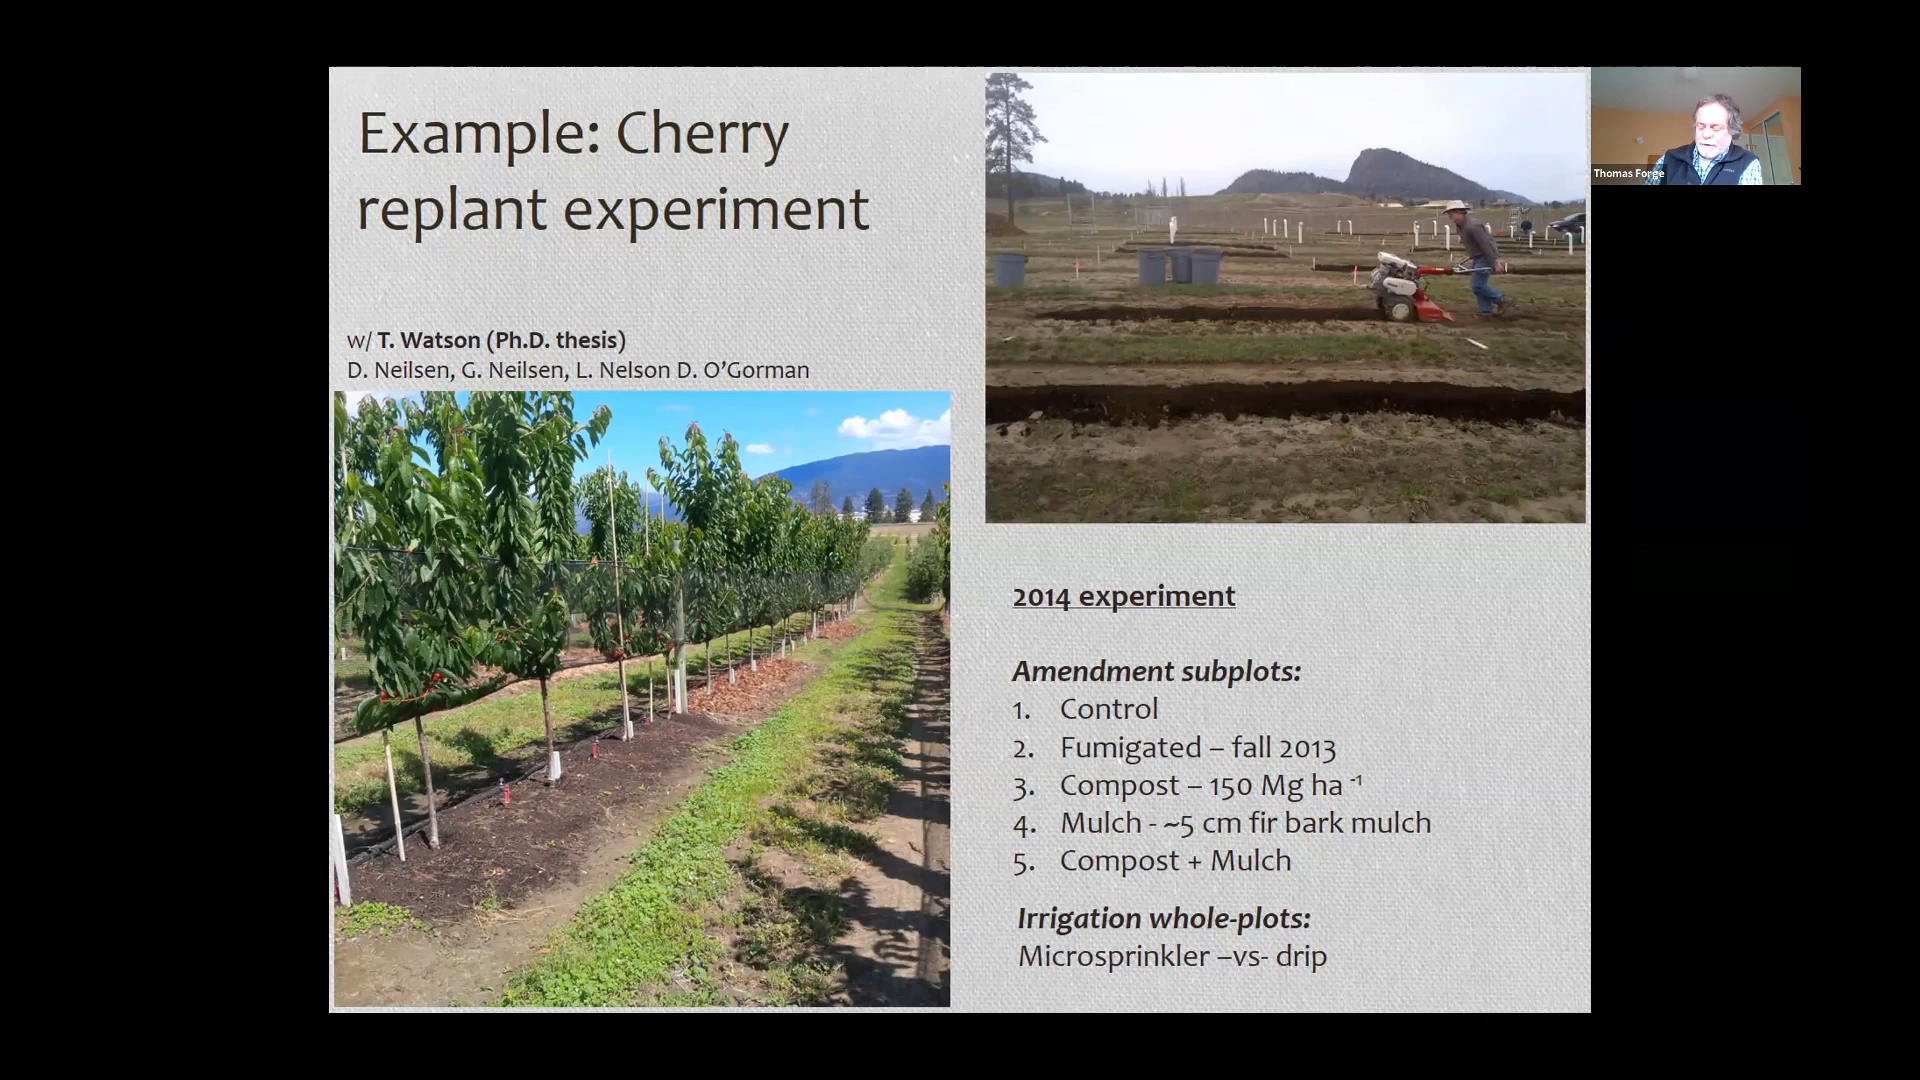 Example: Cherry
replant experiment
w/ T. Watson (Ph.D. thesis)
D. Neilsen, G. Neilsen, L. Nelson D. O’Gorman
2014 experiment
Amendment subplots:
1. Control
2. Fumigated – fall 2013
3. Compost – 150 Mg ha -1
4. Mulch - ~5 cm fir bark mulch
5. Compost + Mulch
Irrigation whole-plots:
Microsprinkler –vs- drip
Thomas Forge